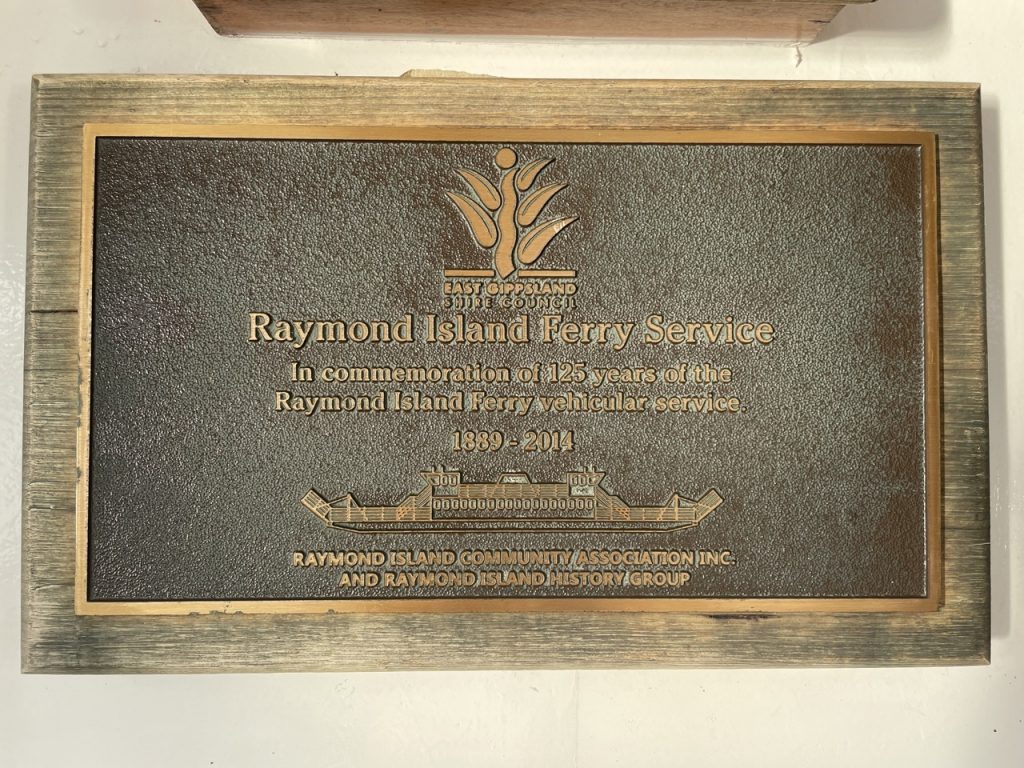 EAST GIPPSLAND
SHIRE COUNCIL
Raymond Island Ferry Service
In commemoration of 125 years of the
Raymond Island Ferry vehicular service.
1889 - 2014
RAYMOND ISLAND COMMUNITY ASSOCIATION INC.
AND RAYMOND ISLAND HISTORY GROUP